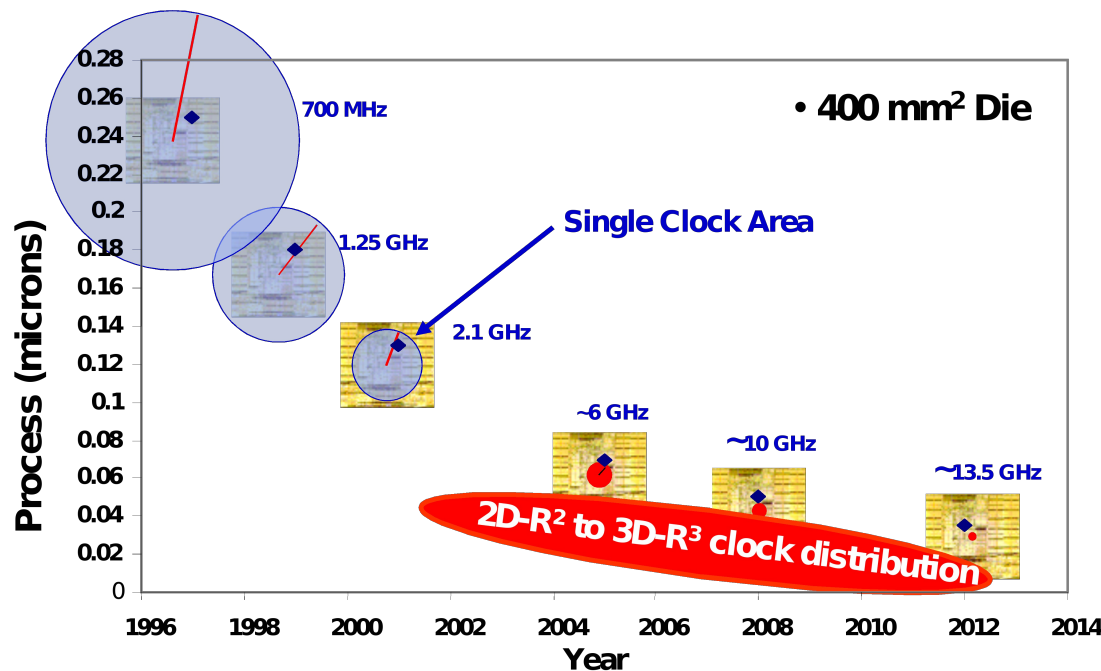 0.28
0.26
0.24
0.22
0.2
0.18
0.16
0.14
0.12
0.1
0.08
0.06
0.04
0.02
0
Process (microns)
700 MHz
• 400 mm² Die
Single Clock Area
1.25 GHz
2.1 GHz
~6 GHz
~10 GHz
~13.5 GHz
2D-R² to 3D-R³ clock distribution
1996 1998 2000 2002 2004 2006 2008 2010 2012 2014
Year